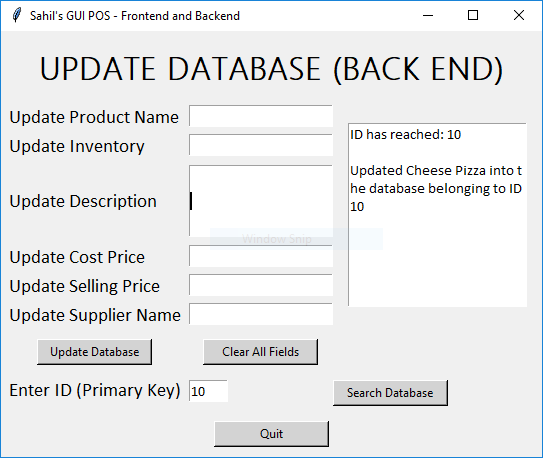 Sahil's GUI POS - Frontend and Backend
UPDATE DATABASE (BACK END)
Update Product Name
Update Inventory
Update Description
Update Cost Price
Update Selling Price
Update Supplier Name
ID has reached: 10
Updated Cheese Pizza into t
he database belonging to ID
10
Window Snip
Update Database
Clear All Fields
Enter ID (Primary Key)
10
Search Database
Quit